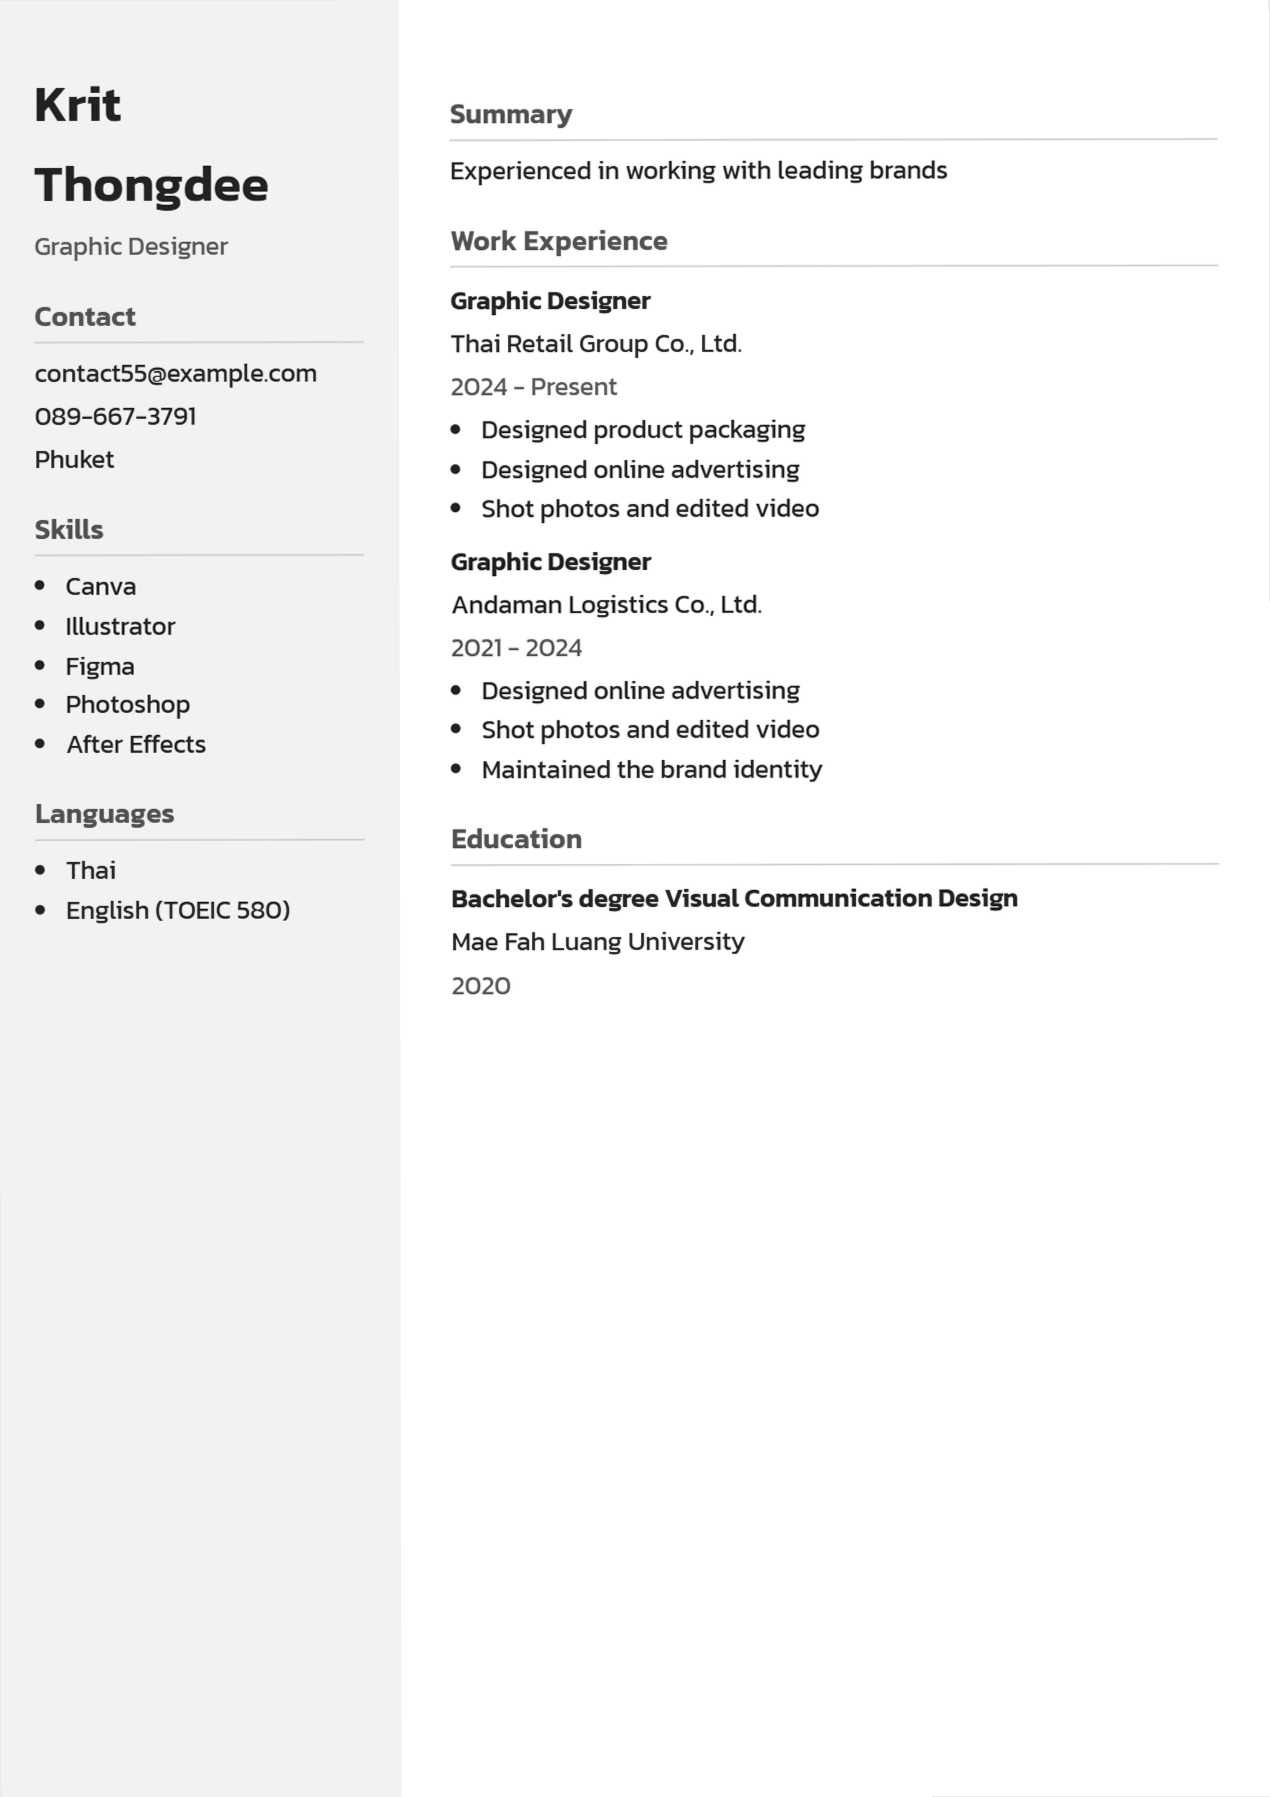 Krit
Thongdee
Graphic Designer
Contact
contact55@example.com
089-667-3791
Phuket
Skills
• Canva
• Illustrator
• Figma
• Photoshop
• After Effects
Languages
• Thai
• English (TOEIC 580)
Summary
Experienced in working with leading brands
Work Experience
Graphic Designer
Thai Retail Group Co., Ltd.
2024 – Present
• Designed product packaging
• Designed online advertising
• Shot photos and edited video
Graphic Designer
Andaman Logistics Co., Ltd.
2021 – 2024
• Designed online advertising
• Shot photos and edited video
• Maintained the brand identity
Education
Bachelor's degree Visual Communication Design
Mae Fah Luang University
2020